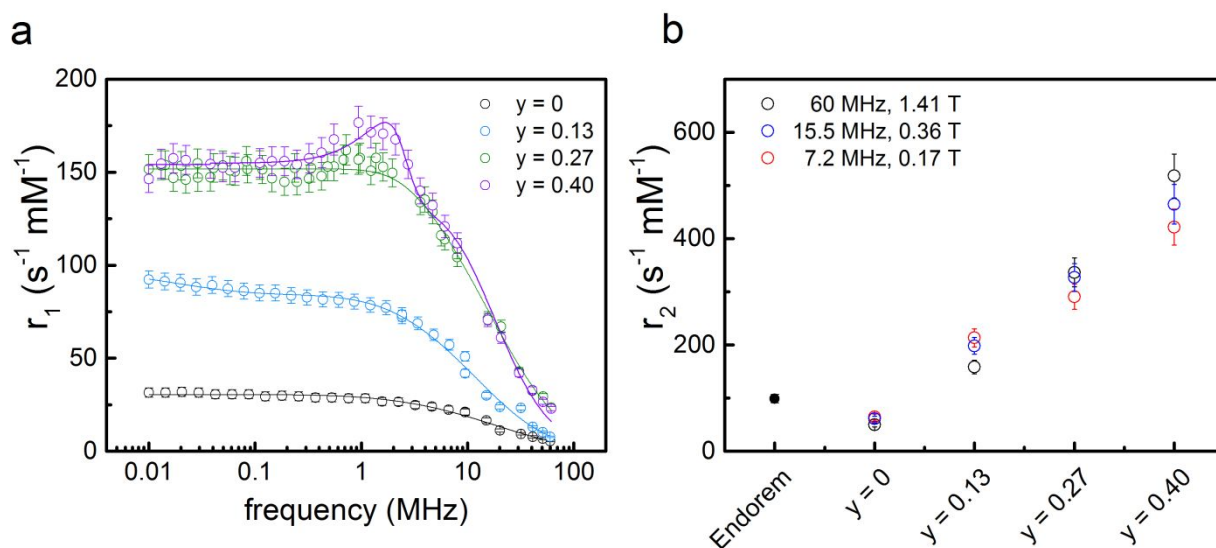 a
200
150
100
50
0
r₁ (s⁻¹ mM⁻¹)
y = 0
y = 0.13
y = 0.27
y = 0.40
0.01
0.1
1
10
100
frequency (MHz)
b
600
400
200
0
r₂ (s⁻¹ mM⁻¹)
60 MHz, 1.41 T
15.5 MHz, 0.36 T
7.2 MHz, 0.17 T
Endorem
y = 0
y = 0.13
y = 0.27
y = 0.40